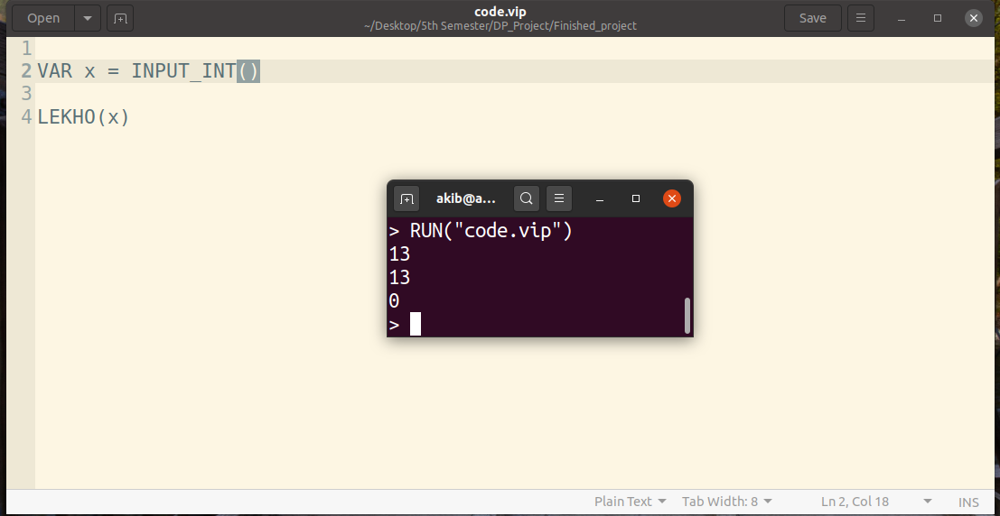 Open
code.vip
~/Desktop/5th Semester/DP_Project/Finished_project
Save
1
2 VAR x = INPUT_INT()
3
4 LEKHO(x)
akib@a...
> RUN("code.vip")
13
13
0
>
Plain Text Tab Width: 8 Ln 2, Col 18 INS